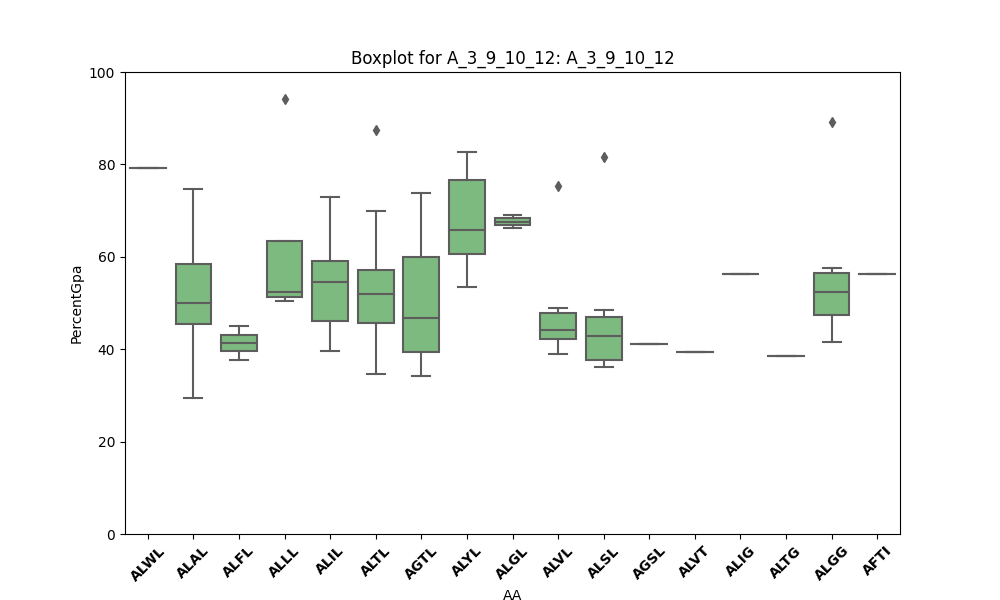 Boxplot for A_3_9_10_12: A_3_9_10_12
100
80
60
40
20
0
PercentGpa
ALWL ALAL ALFL ALLL ALIL ALTL AGTL ALYL ALGL ALVL ALSL AGSL ALVT ALIG ALTG ALGG AFTI
AA